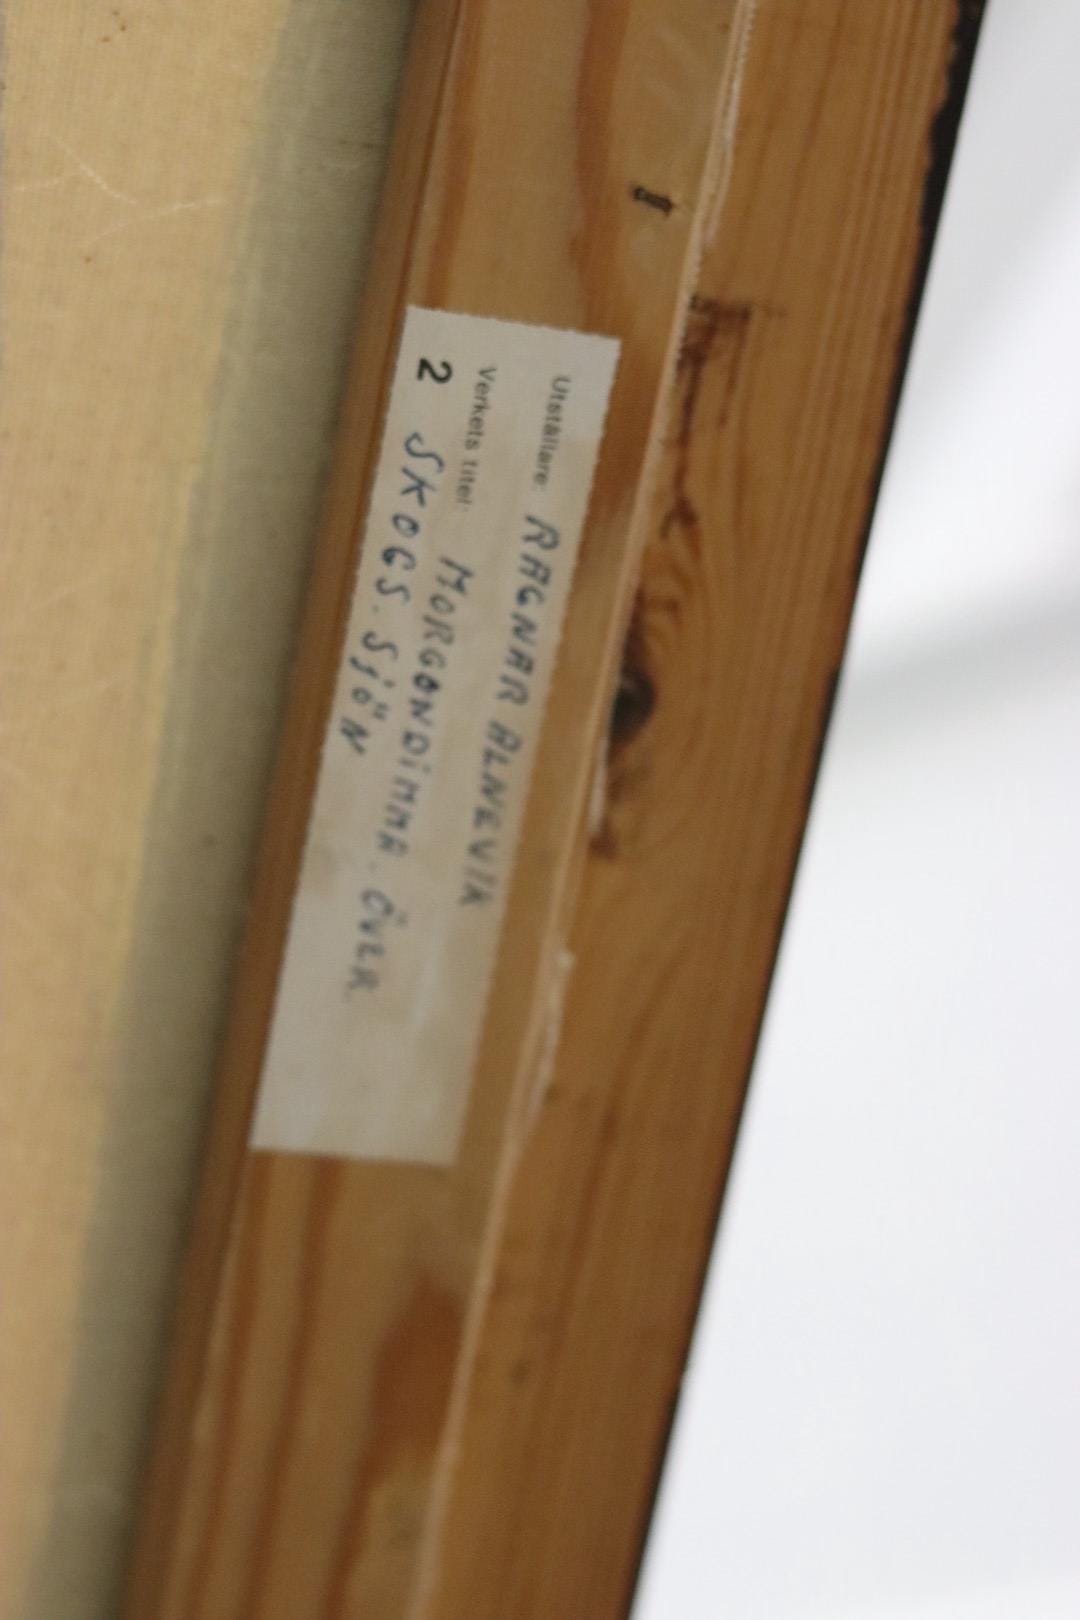 Utställare: RAGNAR ALNEVIK
Verkets titel: MORGONDIMMA. ÖVER.
2 SKOGS. SJÖN